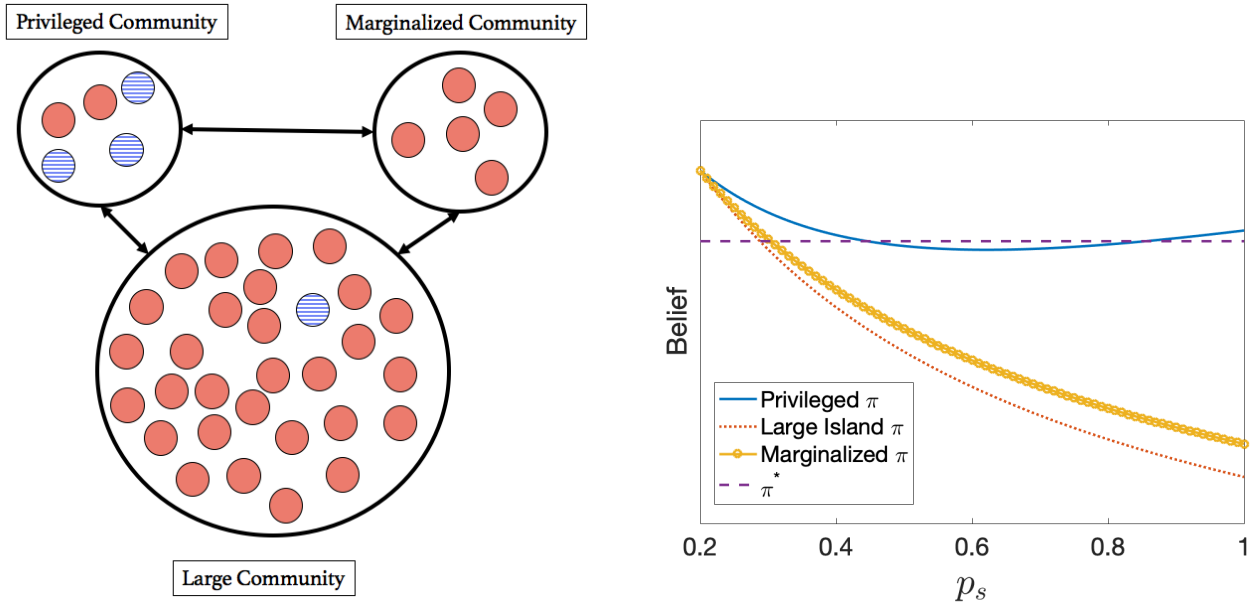 Privileged Community
Marginalized Community
Large Community
Belief
Privileged π
Large Island π
Marginalized π
π*
0.2
0.4
0.6
0.8
1
p_s